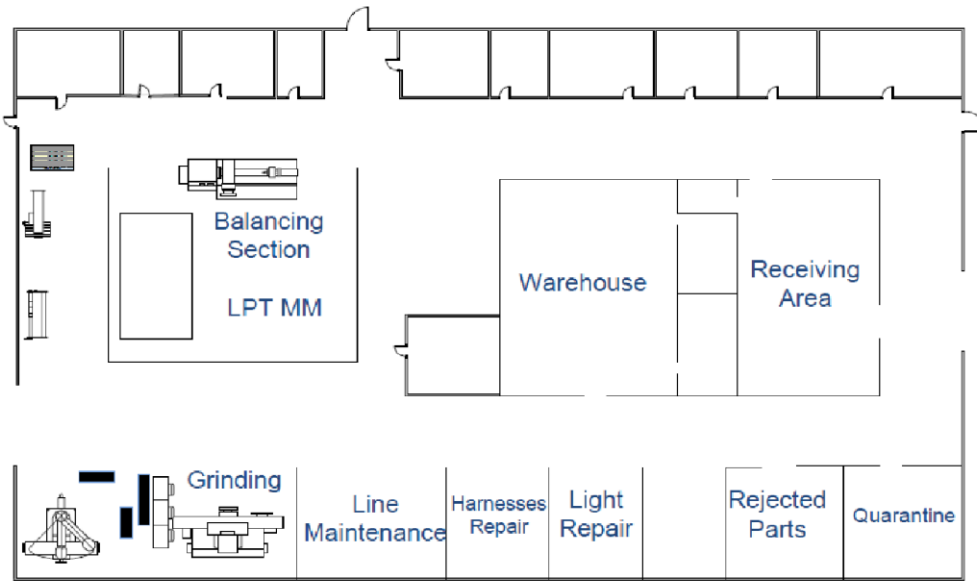 Balancing
Section
LPT MM
Warehouse
Receiving
Area
Grinding
Line
Maintenance
Harnesses
Repair
Light
Repair
Rejected
Parts
Quarantine